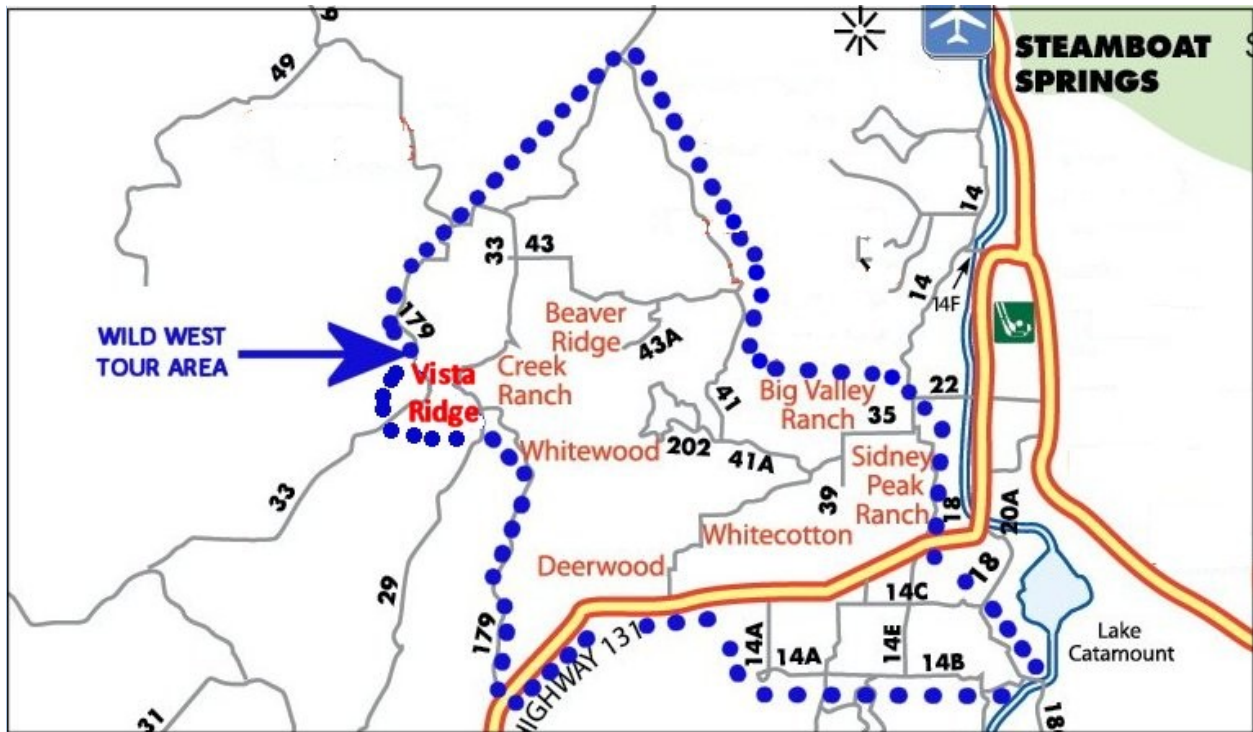 6
49
STEAMBOAT
SPRINGS
S
14
33
43
14
14F
179
WILD WEST
TOUR AREA
Beaver
Ridge
43A
Vista
Ridge
Creek
Ranch
41
Big Valley
Ranch
22
35
Whitewood
202
41A
Sidney
Peak
Ranch
39
18
20A
33
Whitecotton
Deerwood
18
29
14C
179
HIGHWAY 131
14A
14A
14E
14B
Lake
Catamount
31